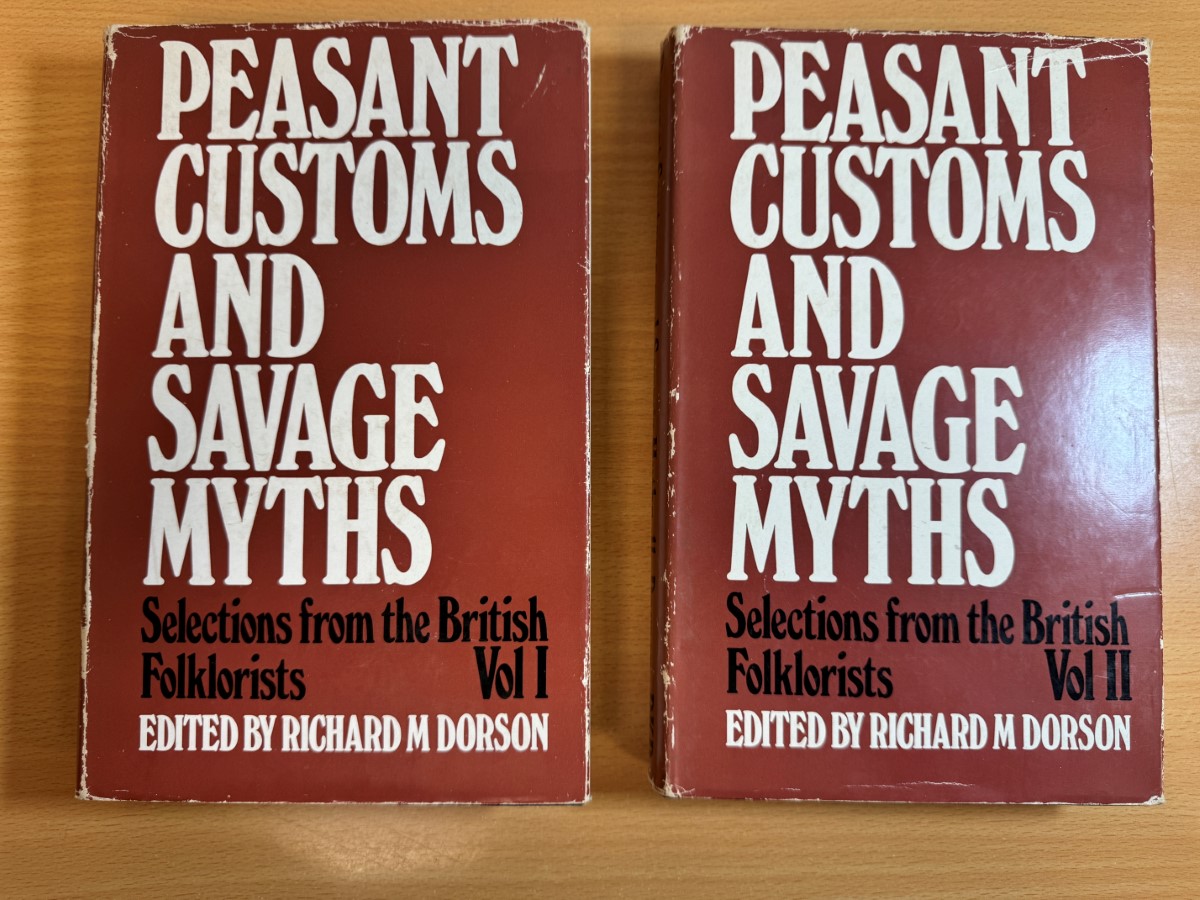 PEASANT
CUSTOMS
AND
SAVAGE
MYTHS
Selections from the British
Folklorists Vol I
EDITED BY RICHARD M DORSON
PEASANT
CUSTOMS
AND
SAVAGE
MYTHS
Selections from the British
Folklorists Vol II
EDITED BY RICHARD M DORSON